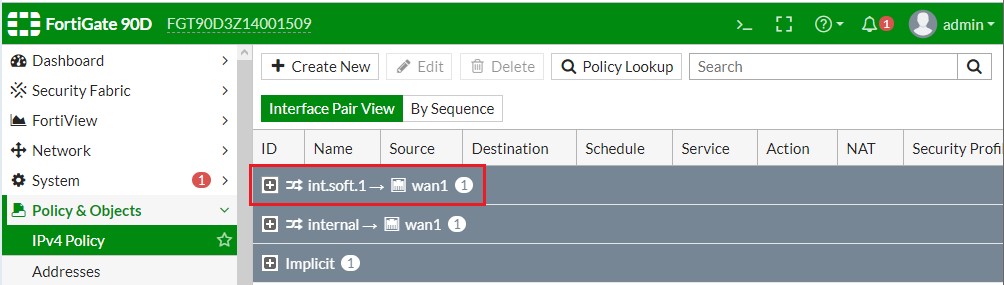 FortiGate 90D FGT90D3Z14001509 >_ 1 admin
Dashboard
Security Fabric
FortiView
Network
System 1
Policy & Objects
IPv4 Policy
Addresses
+ Create New Edit Delete Policy Lookup Search
Interface Pair View By Sequence
ID Name Source Destination Schedule Service Action NAT Security Profi
int.soft.1 → wan1 1
internal → wan1 1
Implicit 1